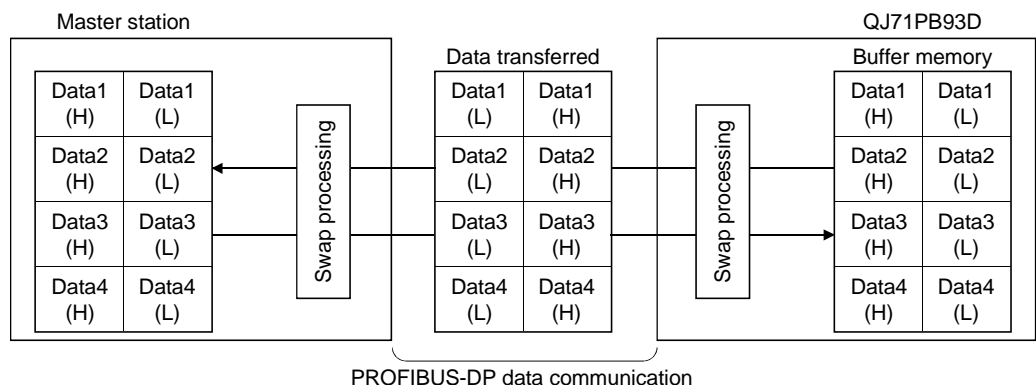 Master station
QJ71PB93D
Data transferred
Buffer memory
Data1 (H) Data1 (L)
Data2 (H) Data2 (L)
Data3 (H) Data3 (L)
Data4 (H) Data4 (L)
Swap processing
Data1 (L) Data1 (H)
Data2 (L) Data2 (H)
Data3 (L) Data3 (H)
Data4 (L) Data4 (H)
Swap processing
Data1 (H) Data1 (L)
Data2 (H) Data2 (L)
Data3 (H) Data3 (L)
Data4 (H) Data4 (L)
PROFIBUS-DP data communication